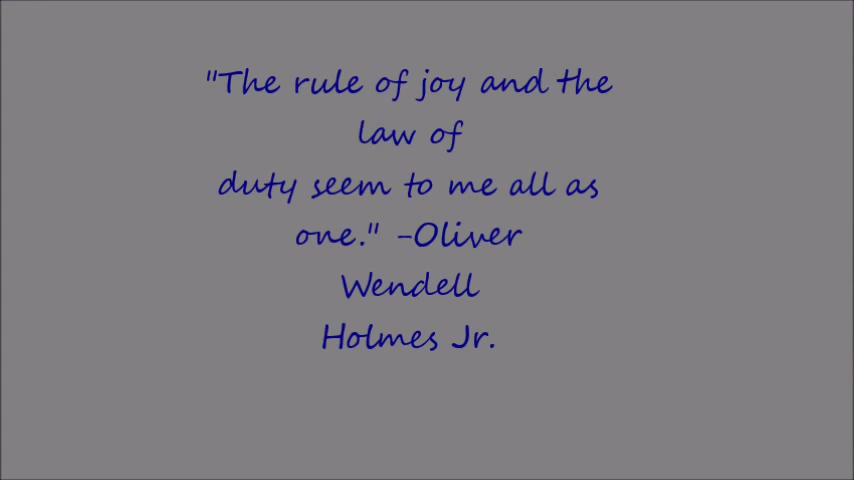 "The rule of joy and the
law of
duty seem to me all as
one." -Oliver
Wendell
Holmes Jr.